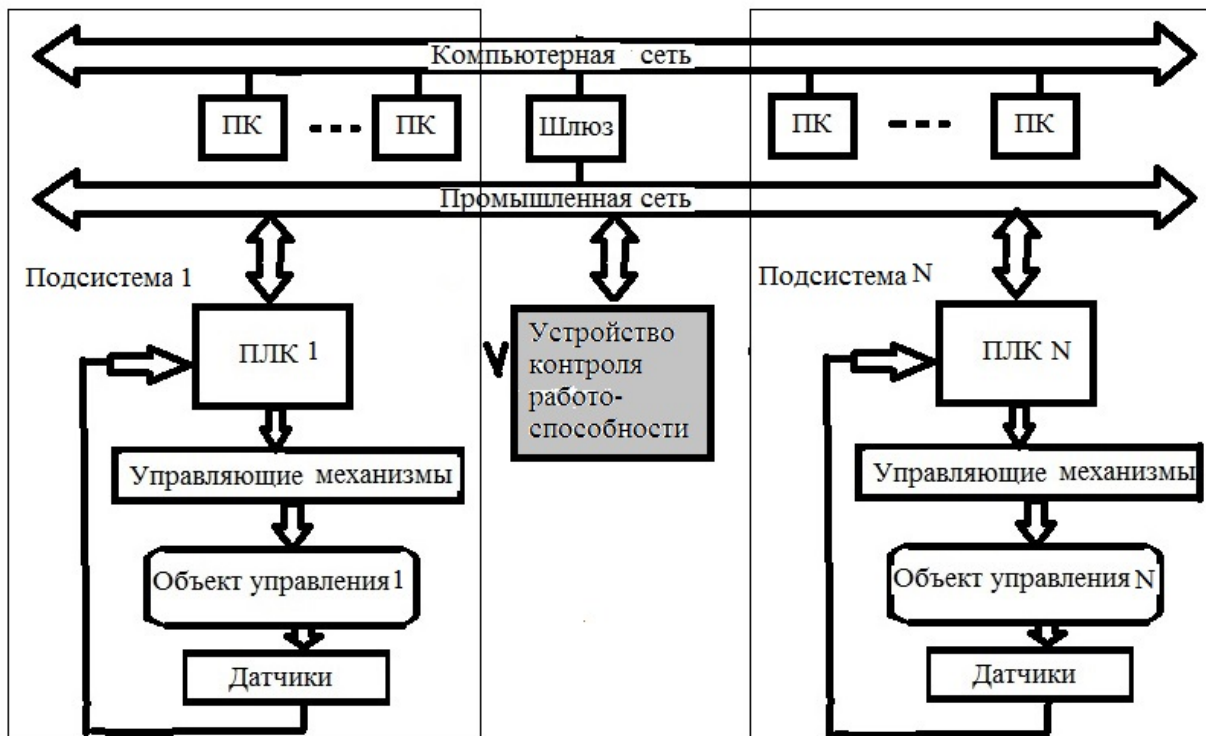 Компьютерная сеть
ПК
ПК
Шлюз
ПК
ПК
Промышленная сеть
Подсистема 1
Подсистема N
ПЛК 1
Устройство
контроля
работо-
способности
ПЛК N
Управляющие механизмы
Управляющие механизмы
Объект управления 1
Объект управления N
Датчики
Датчики